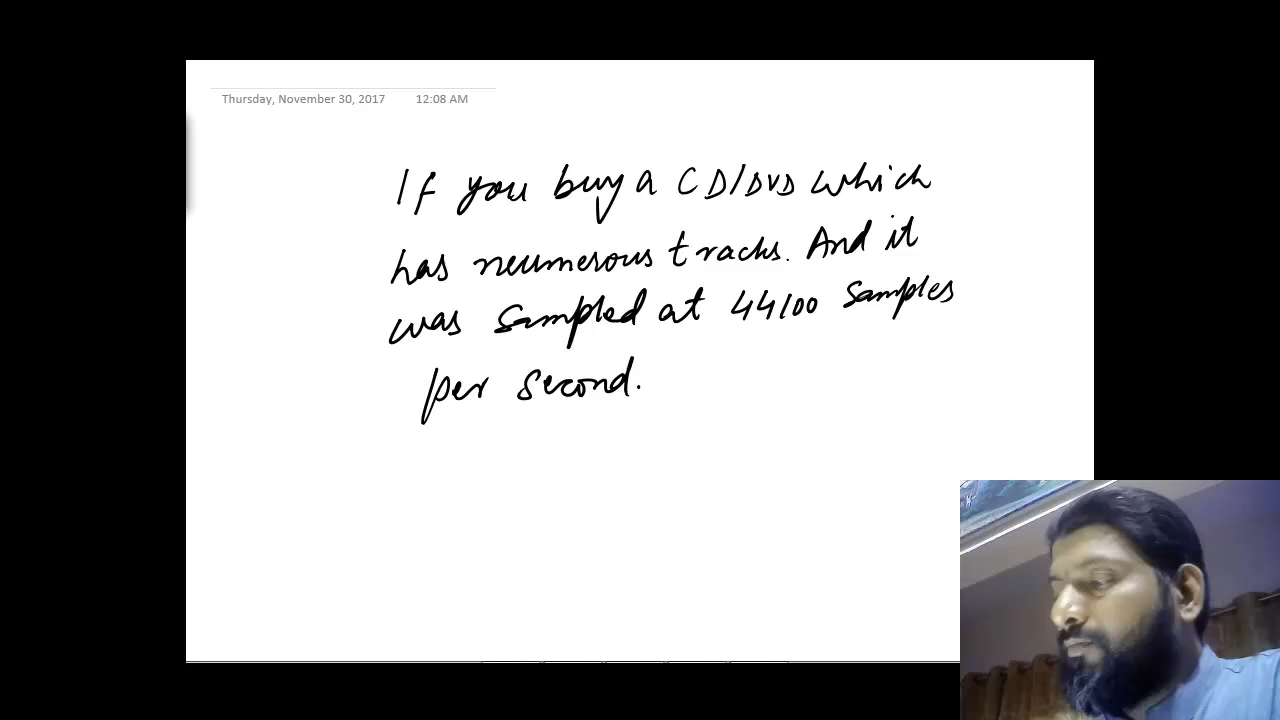 Thursday, November 30, 2017 12:08 AM
If you buy a CD/DVD which
has neumerous tracks. And it
was sampled at 44100 samples
per second.